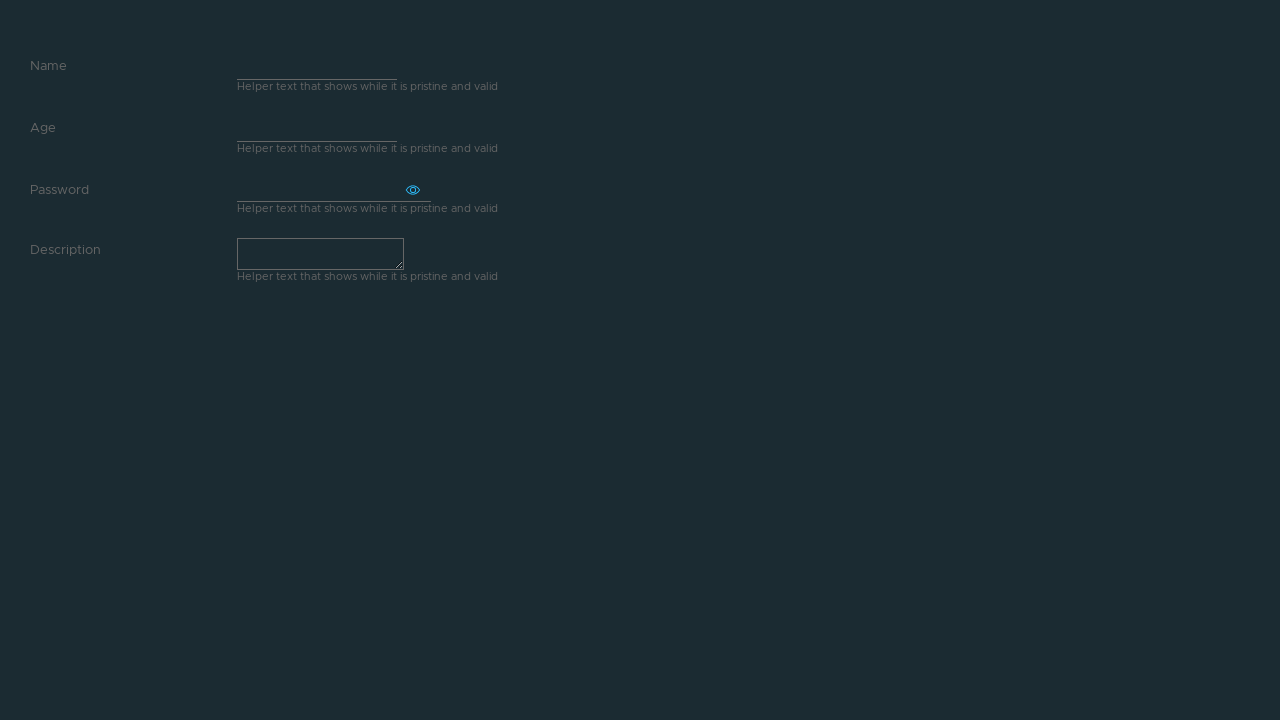 Name
Helper text that shows while it is pristine and valid
Age
Helper text that shows while it is pristine and valid
Password
Helper text that shows while it is pristine and valid
Description
Helper text that shows while it is pristine and valid